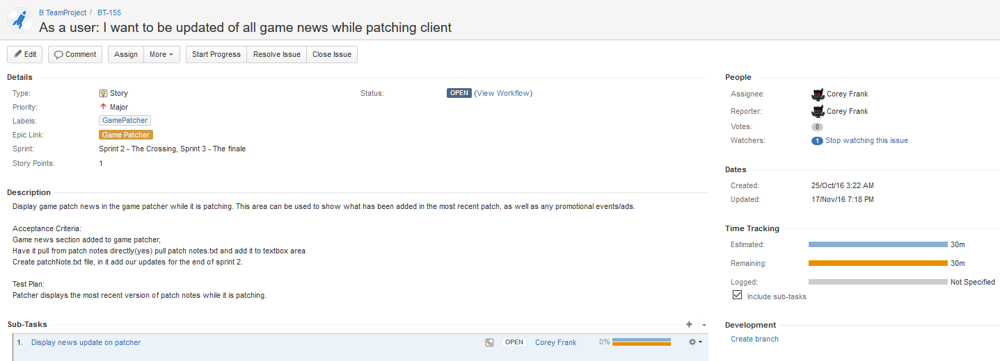 B TeamProject / BT-155
As a user: I want to be updated of all game news while patching client
Edit Comment Assign More Start Progress Resolve Issue Close Issue
Details
Type: Story
Status: OPEN (View Workflow)
Priority: Major
Labels: GamePatcher
Epic Link: Game Patcher
Sprint: Sprint 2 - The Crossing, Sprint 3 - The finale
Story Points: 1
Description
Display game patch news in the game patcher while it is patching. This area can be used to show what has been added in the most recent patch, as well as any promotional events/ads.
Acceptance Criteria:
Game news section added to game patcher,
Have it pull from patch notes directly(yes) pull patch notes.txt and add it to textbox area
Create patchNote.txt file, in it add our updates for the end of sprint 2.
Test Plan:
Patcher displays the most recent version of patch notes while it is patching.
Sub-Tasks
1. Display news update on patcher OPEN Corey Frank 0%
People
Assignee: Corey Frank
Reporter: Corey Frank
Votes: 0
Watchers: 1 Stop watching this issue
Dates
Created: 25/Oct/16 3:22 AM
Updated: 17/Nov/16 7:18 PM
Time Tracking
Estimated: 30m
Remaining: 30m
Logged: Not Specified
Include sub-tasks
Development
Create branch